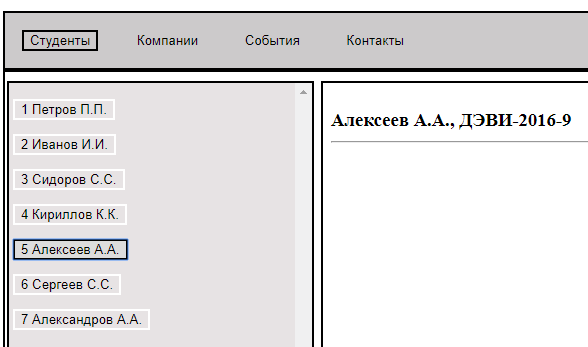 Студенты Компании События Контакты
1 Петров П.П.
2 Иванов И.И.
3 Сидоров С.С.
4 Кириллов К.К.
5 Алексеев А.А.
6 Сергеев С.С.
7 Александров А.А.
Алексеев А.А., ДЭВИ-2016-9